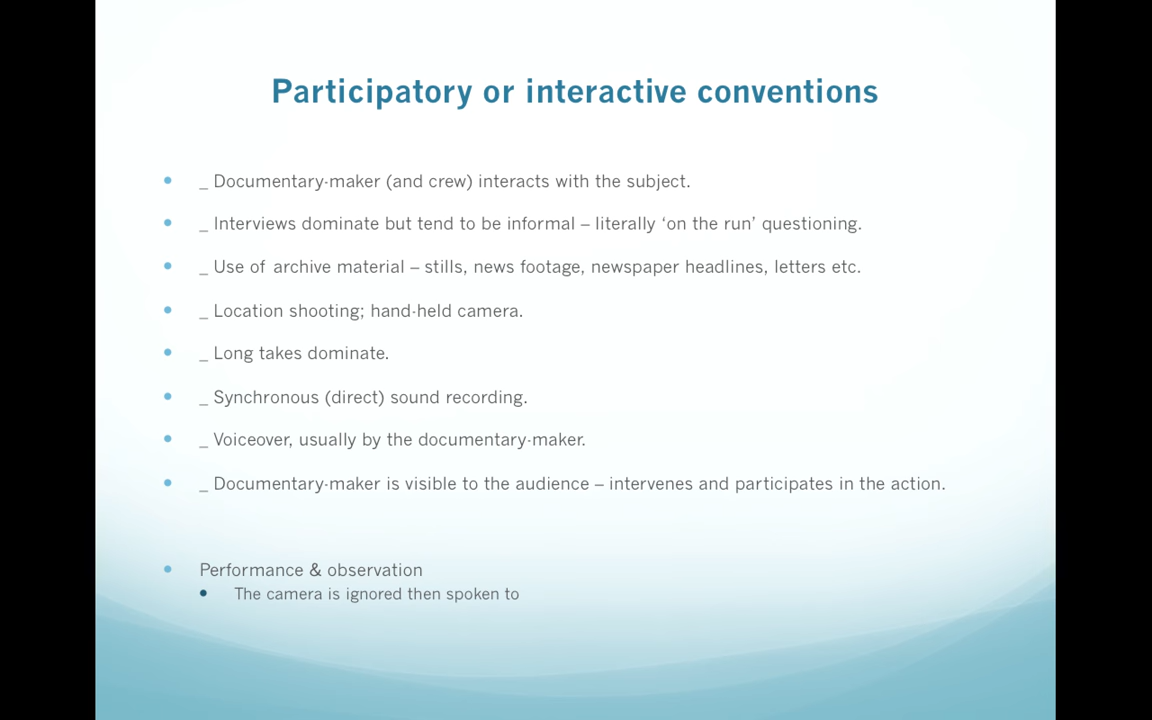 Participatory or interactive conventions
• _ Documentary-maker (and crew) interacts with the subject.
• _ Interviews dominate but tend to be informal – literally ‘on the run’ questioning.
• _ Use of archive material – stills, news footage, newspaper headlines, letters etc.
• _ Location shooting; hand-held camera.
• _ Long takes dominate.
• _ Synchronous (direct) sound recording.
• _ Voiceover, usually by the documentary-maker.
• _ Documentary-maker is visible to the audience – intervenes and participates in the action.
• Performance & observation
• The camera is ignored then spoken to